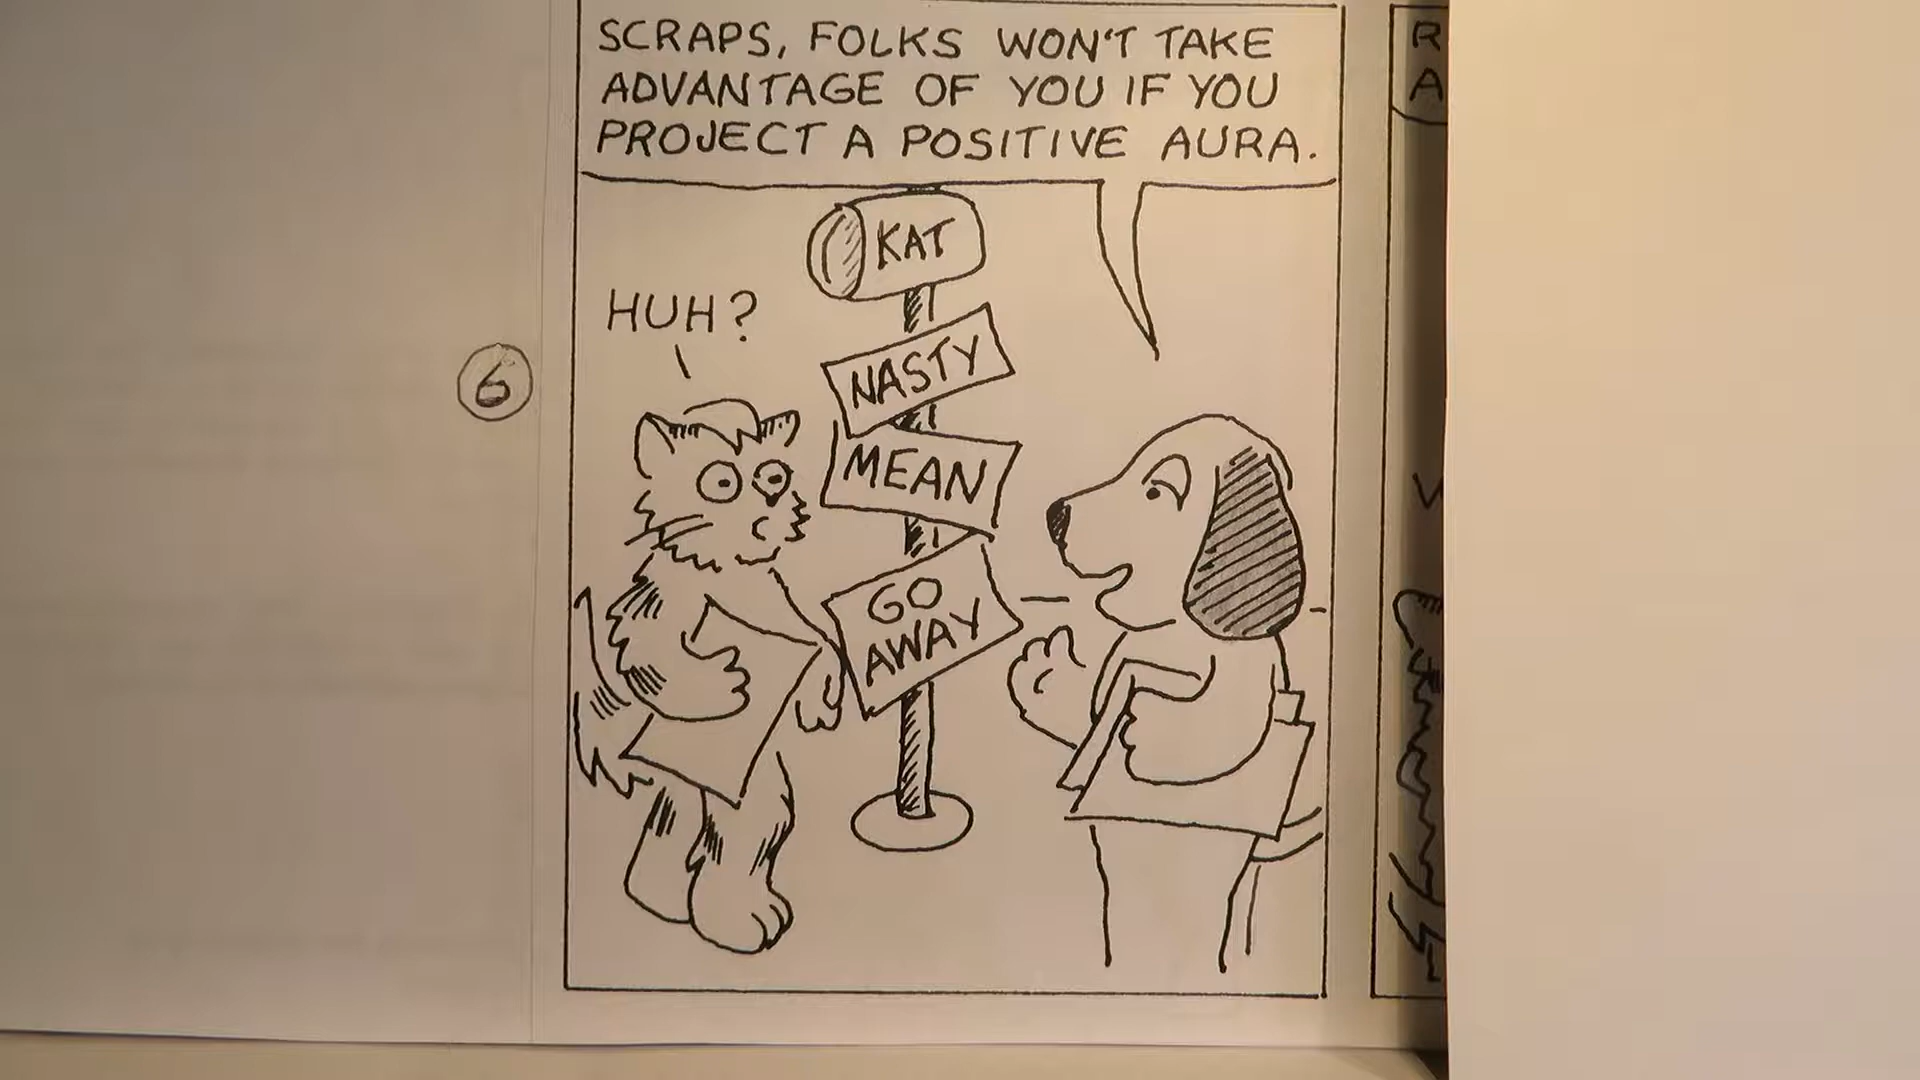 SCRAPS, FOLKS WON'T TAKE
ADVANTAGE OF YOU IF YOU
PROJECT A POSITIVE AURA.
KAT
HUH?
NASTY
6
MEAN
GO
AWAY
R
A